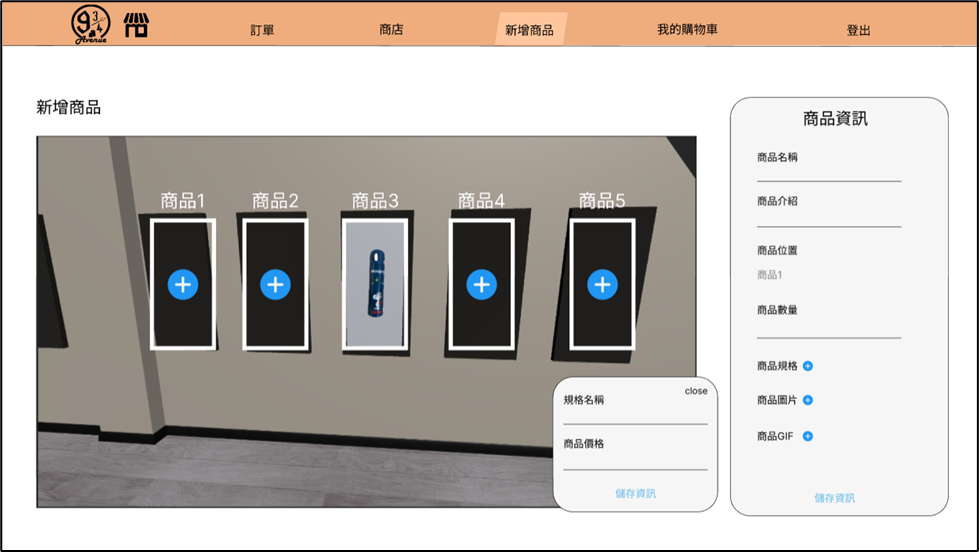 9 3/4
Avenue
訂單
商店
新增商品
我的購物車
登出
新增商品
商品1
商品2
商品3
商品4
商品5
close
規格名稱
商品價格
儲存資訊
商品資訊
商品名稱
商品介紹
商品位置
商品1
商品數量
商品規格
商品圖片
商品GIF
儲存資訊